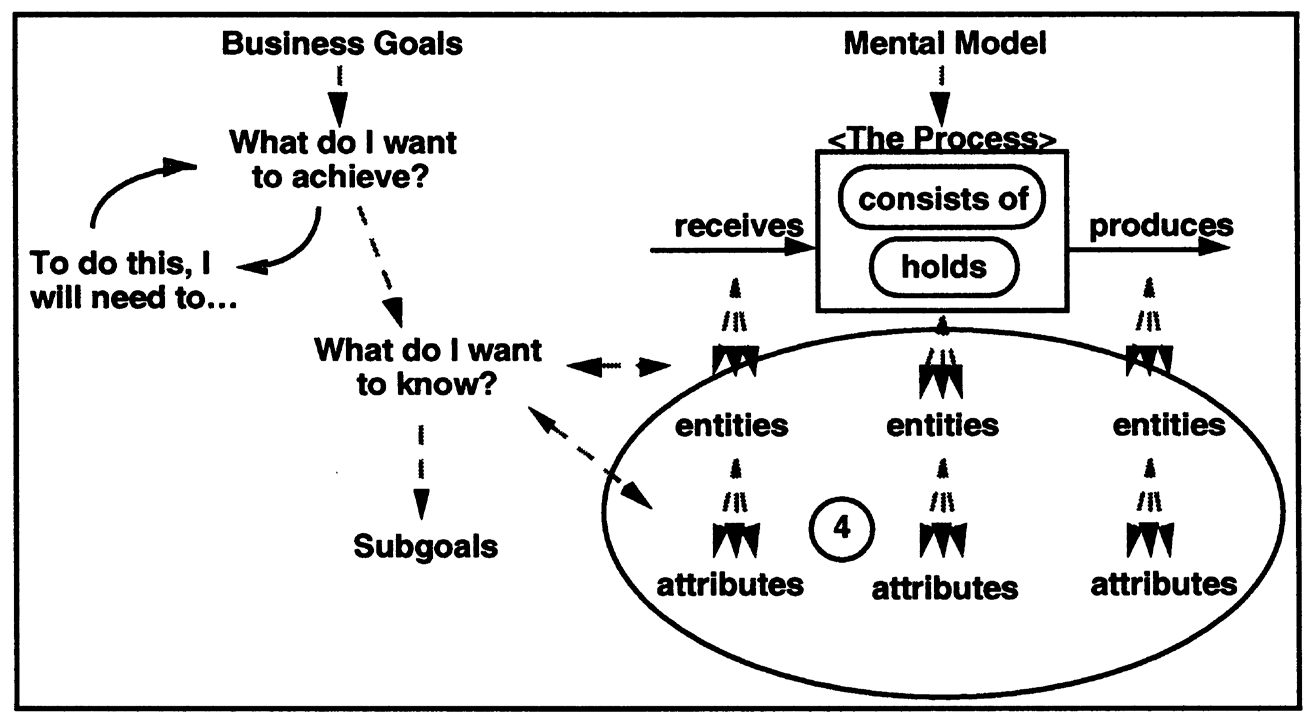 Business Goals
What do I want
to achieve?
To do this, I
will need to...
What do I want
to know?
Subgoals
Mental Model
<The Process>
receives
consists of
holds
produces
entities
entities
entities
4
attributes
attributes
attributes